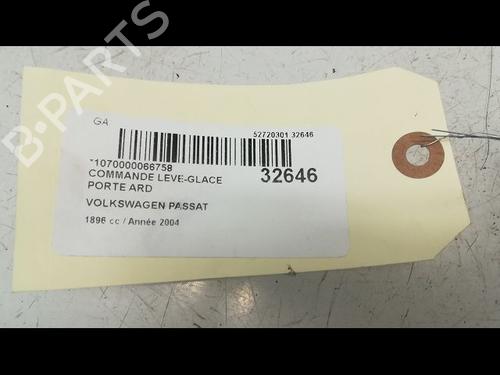 B-PARTS
GA
52720301 32646
*1070000066758
COMMANDE LEVE-GLACE
PORTE ARD
32646
VOLKSWAGEN PASSAT
1896 cc / Année 2004